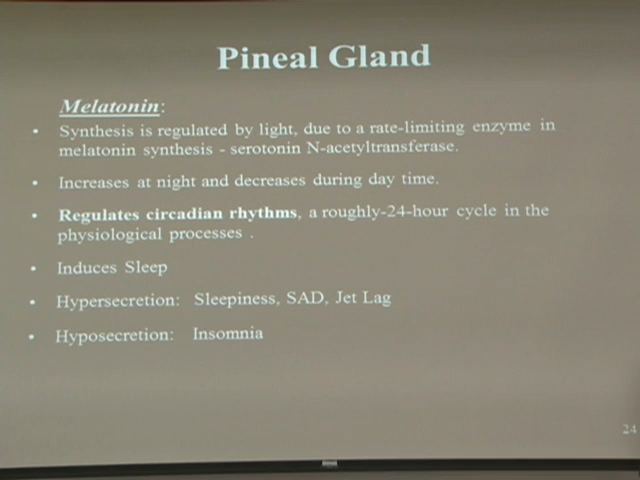 Pineal Gland
Melatonin:
• Synthesis is regulated by light, due to a rate-limiting enzyme in
melatonin synthesis - serotonin N-acetyltransferase.
• Increases at night and decreases during day time.
• Regulates circadian rhythms, a roughly-24-hour cycle in the
physiological processes .
• Induces Sleep
• Hypersecretion: Sleepiness, SAD, Jet Lag
• Hyposecretion: Insomnia
24